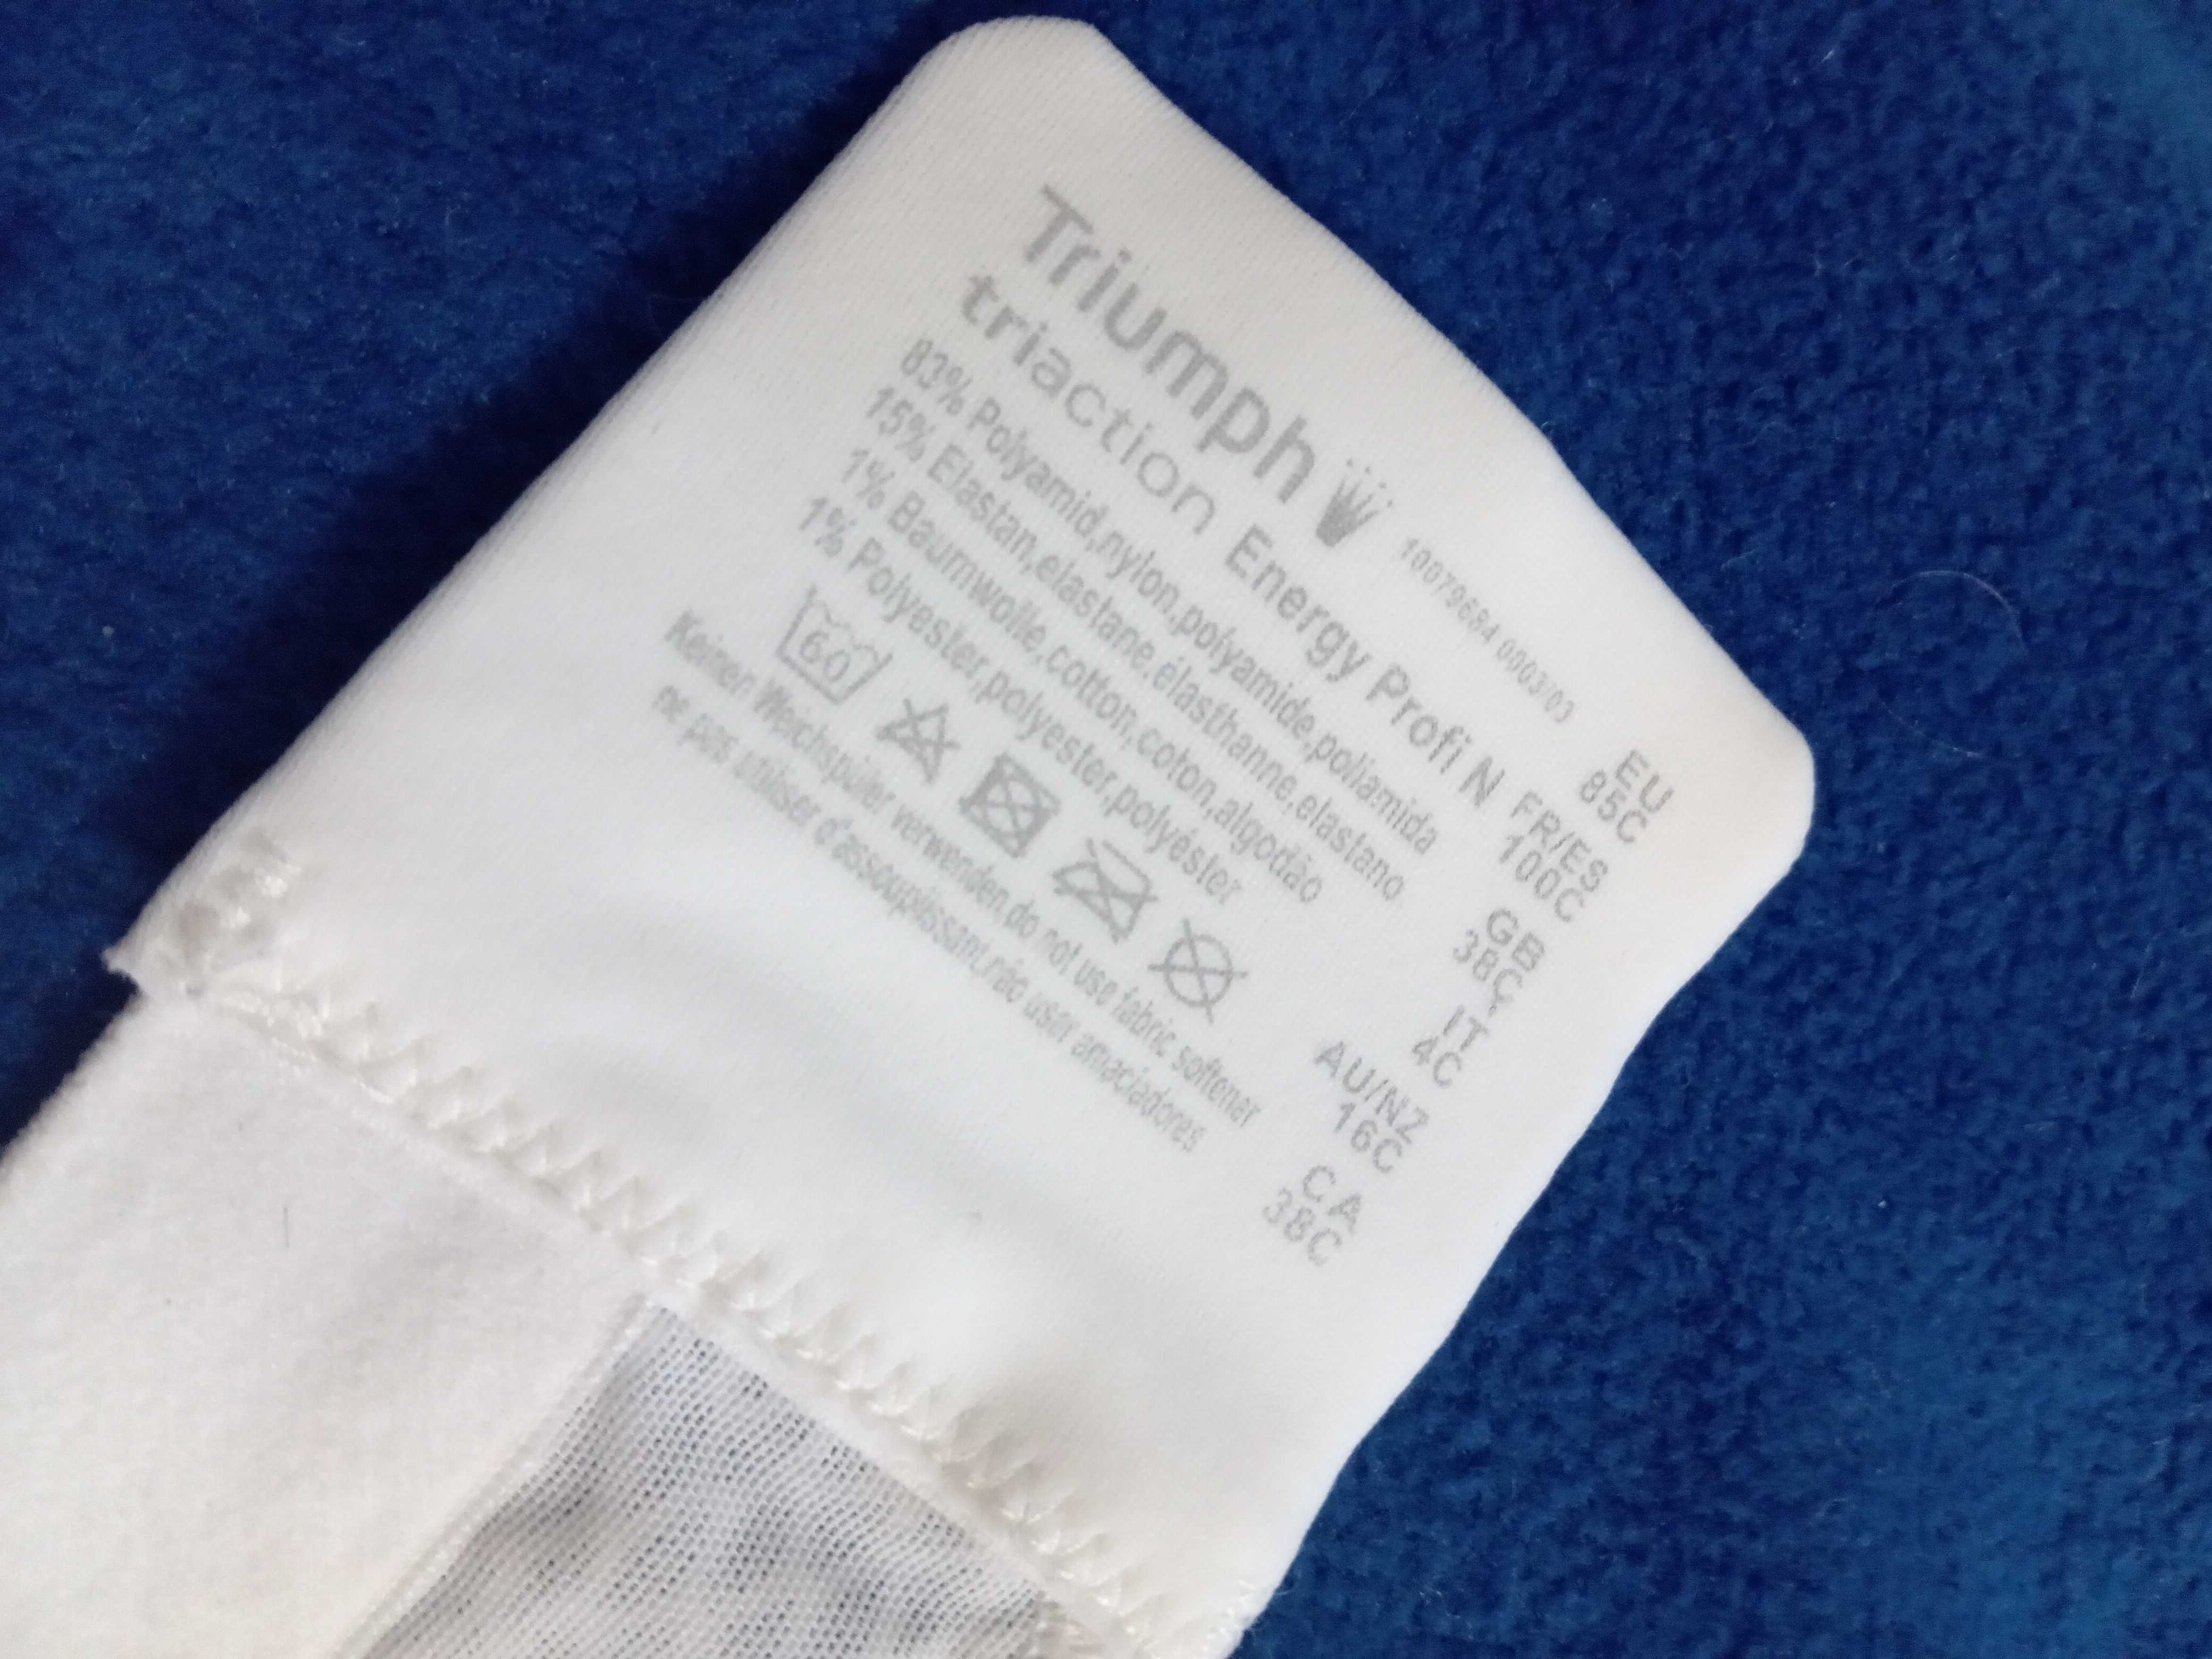 Triumph
10079684 0003/03
triaction Energy Profi N
83% Polyamid,nylon,polyamide,poliamida
15% Elastan,elastane,élasthanne,elastano
1% Baumwolle,cotton,coton,algodão
1% Polyester,polyester,polyéster
60
Keinen Weichspüler verwenden,do not use fabric softener
ne pas utiliser d'assouplissant,não usar amaciadores
EU
85C
FR/ES
100C
GB
38C
IT
4C
AU/NZ
16C
CA
38C